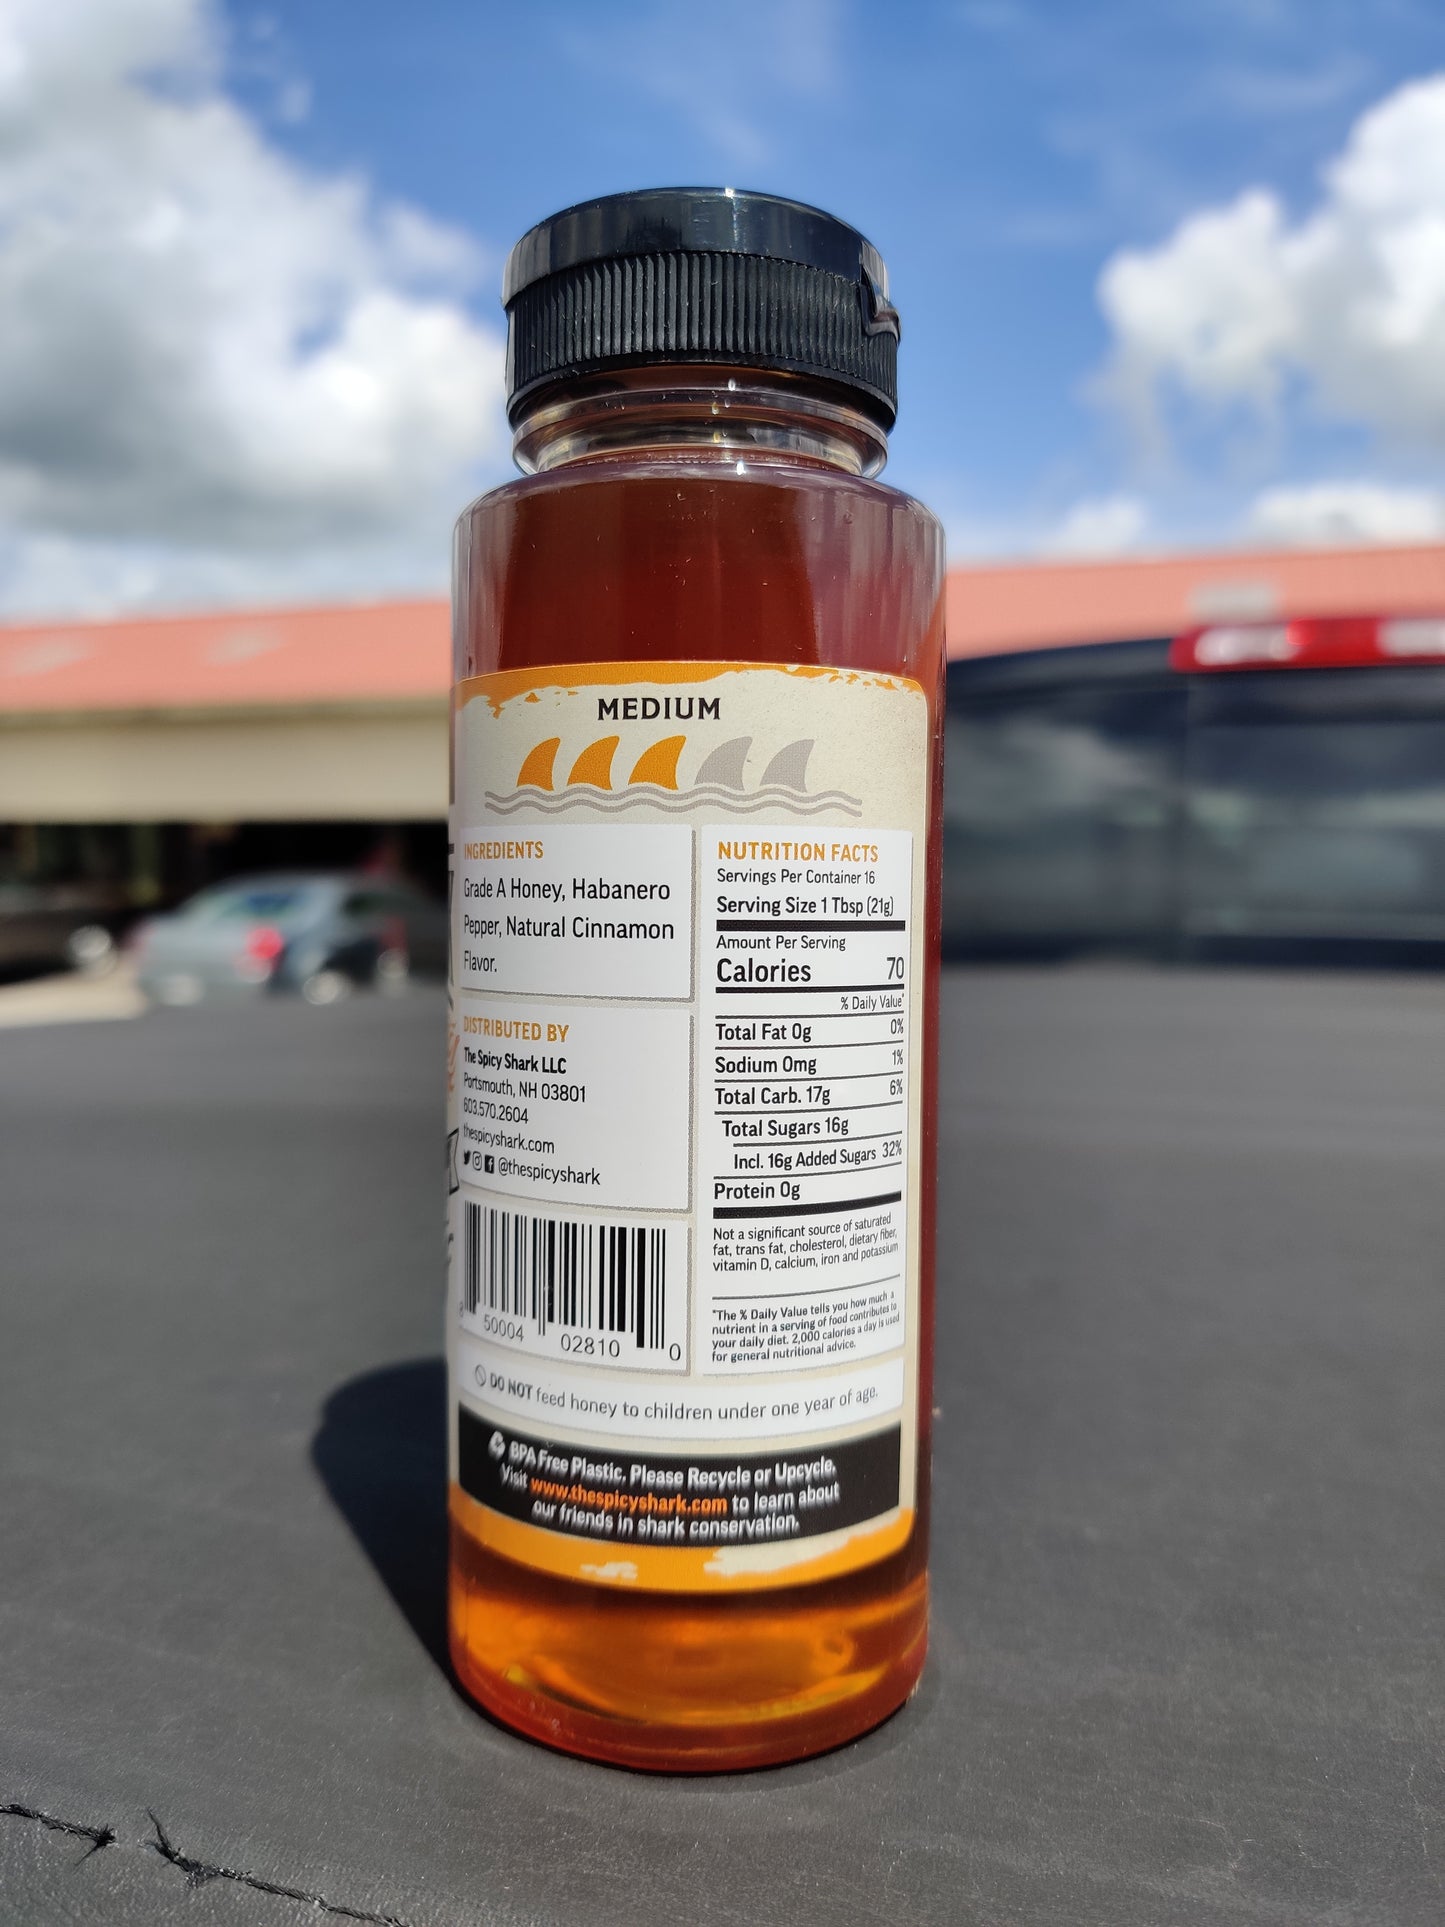 MEDIUM
INGREDIENTS
Grade A Honey, Habanero
Pepper, Natural Cinnamon
Flavor.
DISTRIBUTED BY
The Spicy Shark LLC
Portsmouth, NH 03801
603.570.2604
thespicyshark.com
@thespicyshark
50004
02810
0
NUTRITION FACTS
Servings Per Container 16
Serving Size 1 Tbsp (21g)
Amount Per Serving
Calories 70
% Daily Value*
Total Fat 0g 0%
Sodium 0mg 1%
Total Carb. 17g 6%
Total Sugars 16g
Incl. 16g Added Sugars 32%
Protein 0g
Not a significant source of saturated
fat, trans fat, cholesterol, dietary fiber,
vitamin D, calcium, iron and potassium
*The % Daily Value tells you how much a
nutrient in a serving of food contributes to
your daily diet. 2,000 calories a day is used
for general nutritional advice.
DO NOT feed honey to children under one year of age.
BPA Free Plastic. Please Recycle or Upcycle.
Visit www.thespicyshark.com to learn about
our friends in shark conservation.